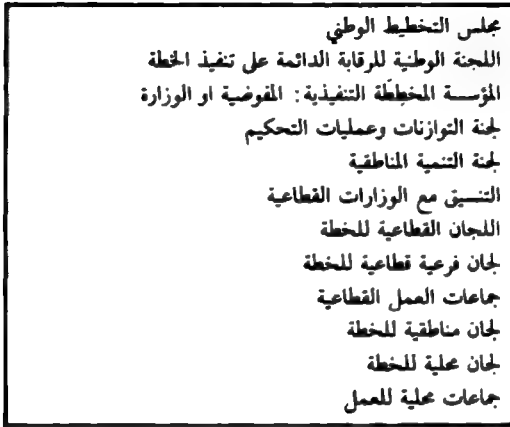 مجلس التخطيط الوطني
اللجنة الوطنية للرقابة الدائمة على تنفيذ الخطة
المؤسسة المخطِطّة التنفيذية: المفوضية او الوزارة
لجنة التوازنات وعمليات التحكيم
لجنة التنمية المناطقية
التنسيق مع الوزارات القطاعية
اللجان القطاعية للخطة
لجان فرعية قطاعية للخطة
جماعات العمل القطاعية
لجان مناطقية للخطة
لجان محلية للخطة
جماعات محلية للعمل